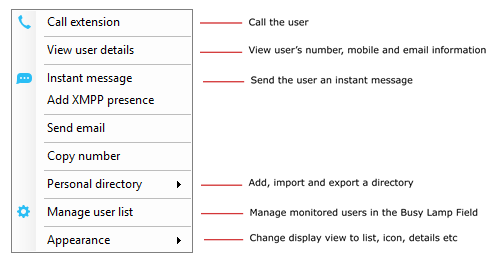 Call extension Call the user
View user details View user's number, mobile and email information
Instant message Send the user an instant message
Add XMPP presence
Send email
Copy number
Personal directory Add, import and export a directory
Manage user list Manage monitored users in the Busy Lamp Field
Appearance Change display view to list, icon, details etc